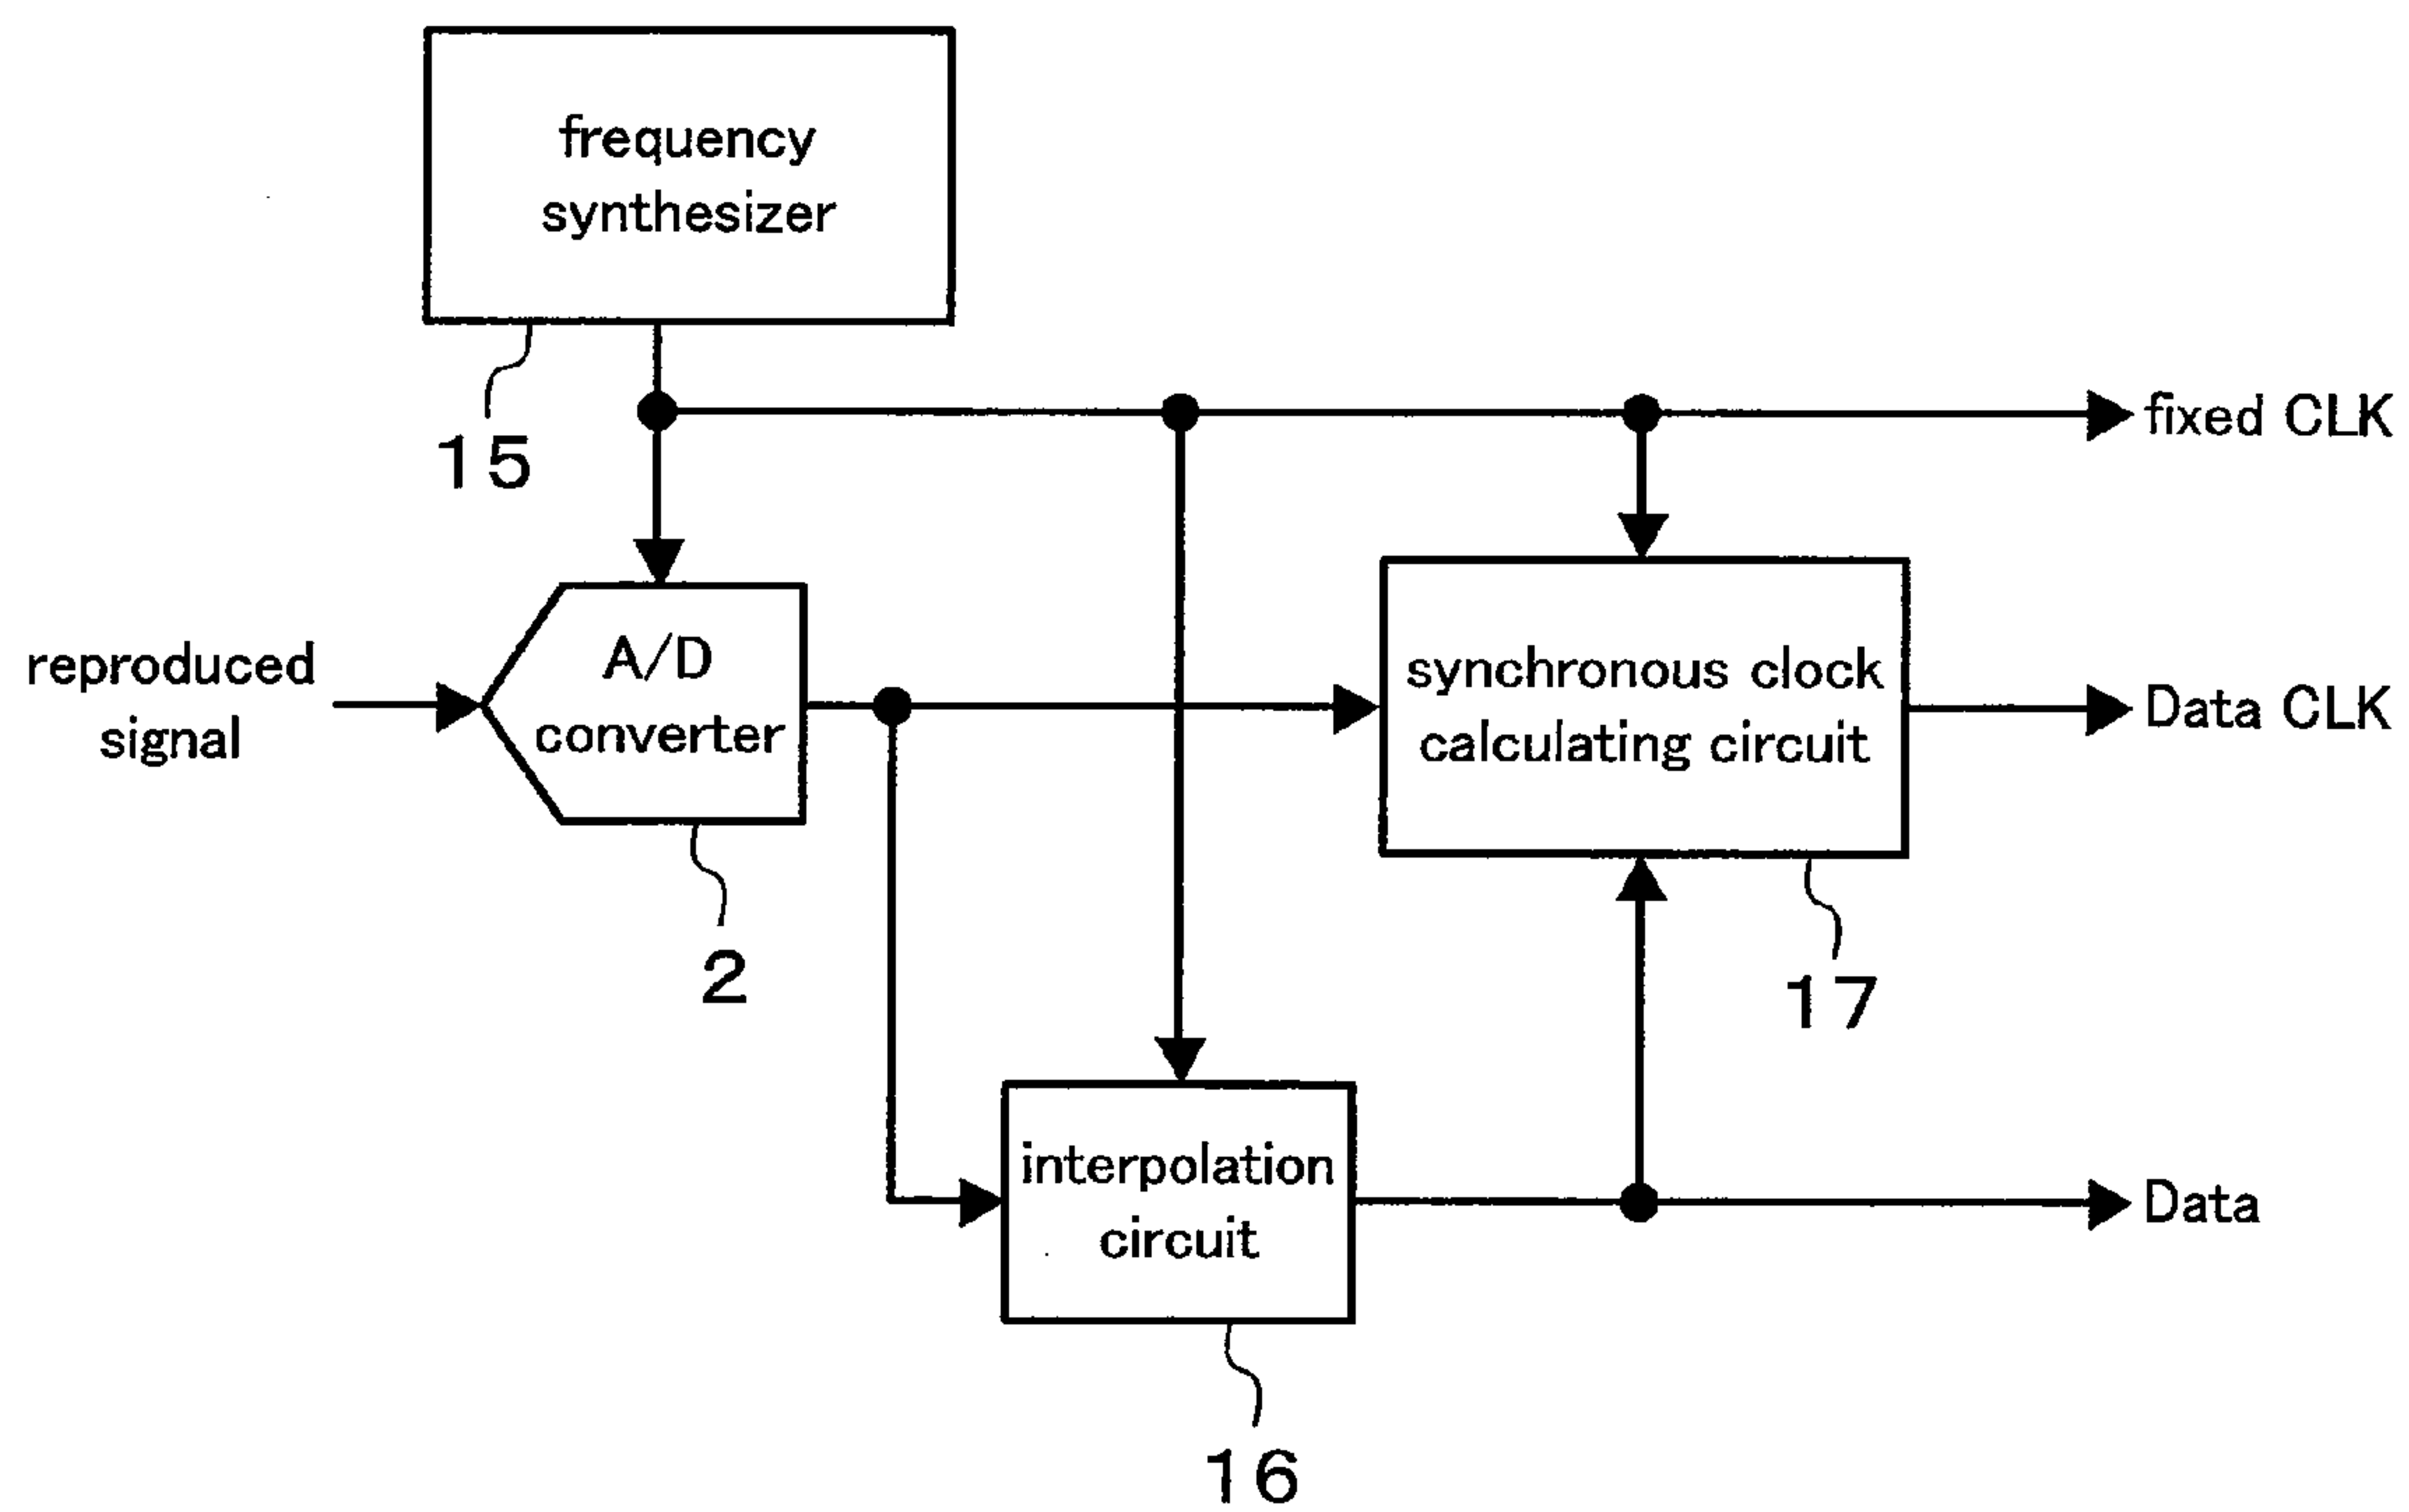 frequency
synthesizer
15
fixed CLK
reproduced
signal
A/D
converter
2
synchronous clock
calculating circuit
17
Data CLK
interpolation
circuit
16
Data